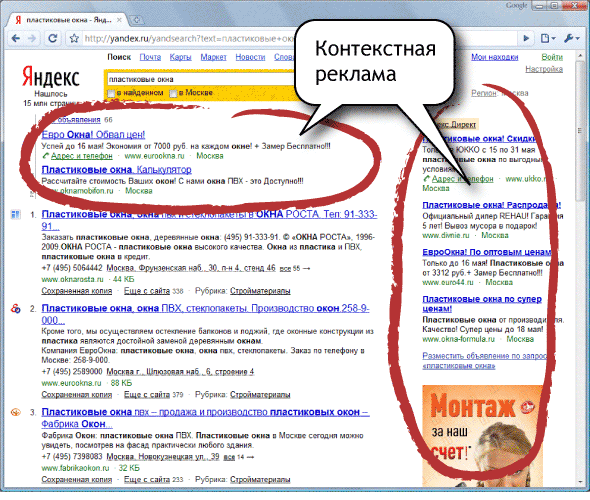 пластиковые окна — Ян
Google
http://yandex.ru/yandsearch?text=пластиковые+ок
Контекстная
реклама
Поиск Почта Карты Маркет Новости
Мои находки Войти
Настройка
Яндекс
Нашлось
15 млн страни
пластиковые окна
в найденном в Москве
Регион: Москва
объявления 66
Евро Окна! Обвал цен!
Успей до 16 мая! Экономия от 7000 руб. на каждом окне! + Замер Бесплатно!!!
Адрес и телефон · www.eurookna.ru · Москва
Пластиковые окна. Калькулятор
Рассчитайте стоимость Ваших окон! С нами окна ПВХ - это Доступно!!!
www.oknamobifon.ru · Москва
1. Пластиковые окна, окна пвх и стеклопакеты в ОКНА РОСТА. Тел: 91-333-
91...
Заказать пластиковые окна, деревянные окна: (495) 91-333-91. © «ОКНА РОСТА», 1996-
2009.ОКНА РОСТА - пластиковые окна высокого качества. Окна из пластика и ПВХ,
пластиковые окна в кредит.
+7 (495) 5064442 Москва, Фрунзенская наб., 30, п-н 4, стенд 46 все 55 →
www.oknarosta.ru · 44 КБ
Сохраненная копия · Еще с сайта 338 · Рубрика: Стройматериалы
2. Пластиковые окна, окна ПВХ, стеклопакеты. Производство окон 258-9-
000...
Кроме того, мы осуществляем остекление балконов и лоджий, где оконные конструкции из
пластика являются достойной заменой деревянным окнам.
Компания ЕвроОкна: пластиковые окна, окна пвх, стеклопакеты. Заказ по телефону в
Москве: 258-9-000.
+7 (495) 2589000 Москва г., Шлюзовая наб., 6, строение 4
www.eurookna.ru · 88 КБ
Сохраненная копия · Еще с сайта 379 · Рубрика: Стройматериалы
3. Пластиковые окна пвх – продажа и производство пластиковых окон –
Фабрика Окон...
Фабрика Окон: пластиковые окна ПВХ. Пластиковые окна в Москве сегодня можно
увидеть, посмотрев на фасад практически любого здания.
+7 (495) 7398083 Москва, Новокузнецкая ул., 39 все 14 →
www.fabrikaokon.ru · 32 КБ
Сохраненная копия · Еще с сайта 233 · Рубрика: Стройматериалы
Директ
Пластиковые окна! Скидки
Только в ЮККО с 15 по 31 мая
пластиковые окна по выгодны
условиям
Адрес и телефон · www.ukko.
Москва
Пластиковые окна! Распрода
Официальный дилер REHAU! Гаран
5 лет! Вывоз мусора в подарок!
www.divnie.ru · Москва
ЕвроОкна! По оптовым ценам
Только до 16 мая! Пластиковые Окна
от 3312 руб.+ Замер Бесплатно!!!
www.euro44.ru · Москва
Пластиковые окна по супер
ценам!
Пластиковые окна от производителя.
Качество! Супер цены до 18 мая!
www.okna-formula.ru · Москва
Разместить объявление по запросу
«пластиковые окна»
Монтаж
за наш
счет!